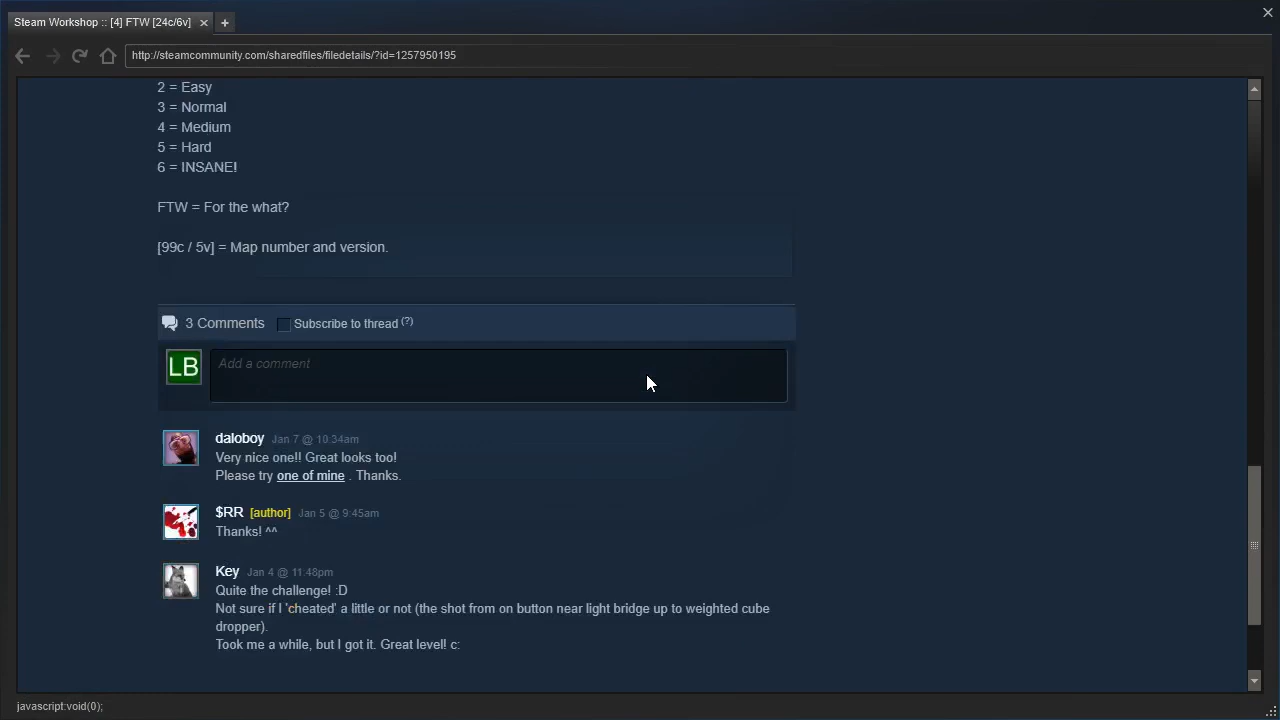 Steam Workshop :: [4] FTW [24c/6v]
http://steamcommunity.com/sharedfiles/filedetails/?id=1257950195
2 = Easy
3 = Normal
4 = Medium
5 = Hard
6 = INSANE!
FTW = For the what?
[99c / 5v] = Map number and version.
3 Comments Subscribe to thread (?)
LB Add a comment
daloboy Jan 7 @ 10:34am
Very nice one!! Great looks too!
Please try one of mine . Thanks.
$RR [author] Jan 5 @ 9:45am
Thanks! ^^
Key Jan 4 @ 11:48pm
Quite the challenge! :D
Not sure if I 'cheated' a little or not (the shot from on button near light bridge up to weighted cube
dropper).
Took me a while, but I got it. Great level! c:
javascript:void(0);